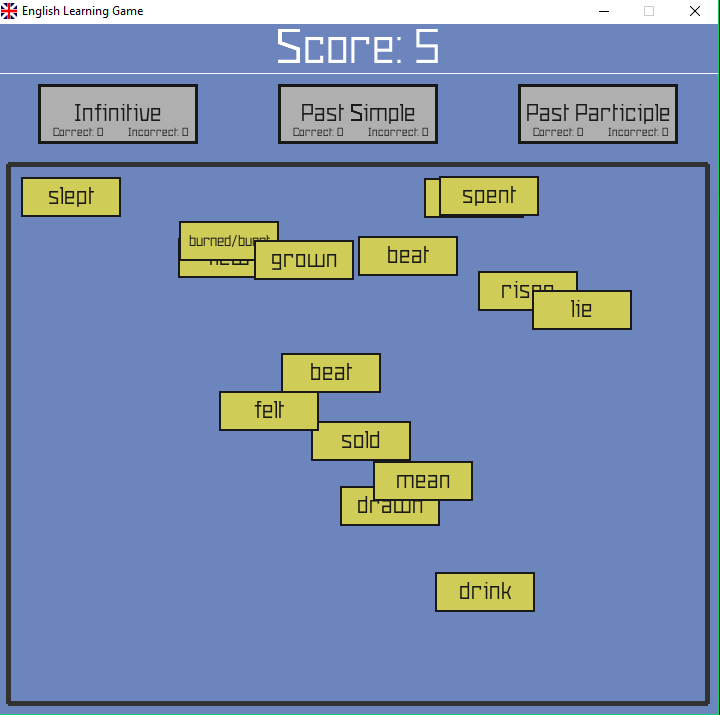 English Learning Game
Score: 5
Infinitive
Correct: 0 Incorrect: 0
Past Simple
Correct: 0 Incorrect: 0
Past Participle
Correct: 0 Incorrect: 0
slept
spent
burned/burnt
grown
beat
risen
lie
beat
felt
sold
mean
drawn
drink